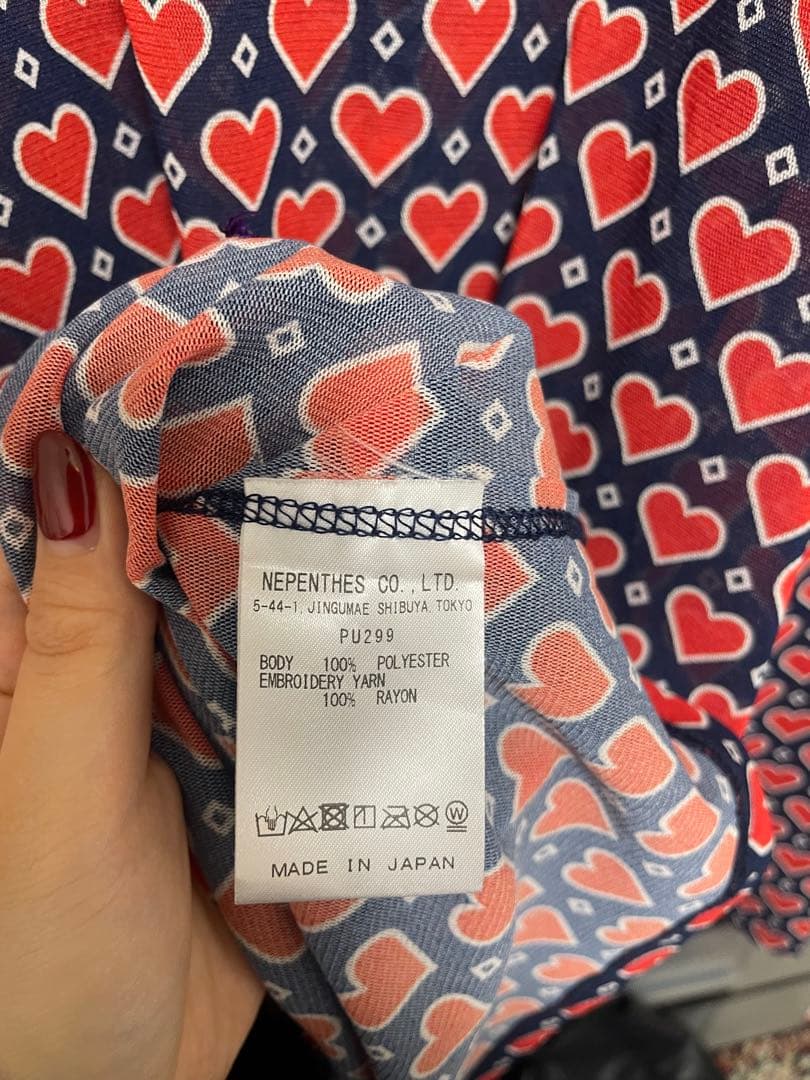 NEPENTHES CO.,LTD.
5-44-1, JINGUMAE SHIBUYA, TOKYO
PU299
BODY 100% POLYESTER
EMBROIDERY YARN
100% RAYON
W
MADE IN JAPAN